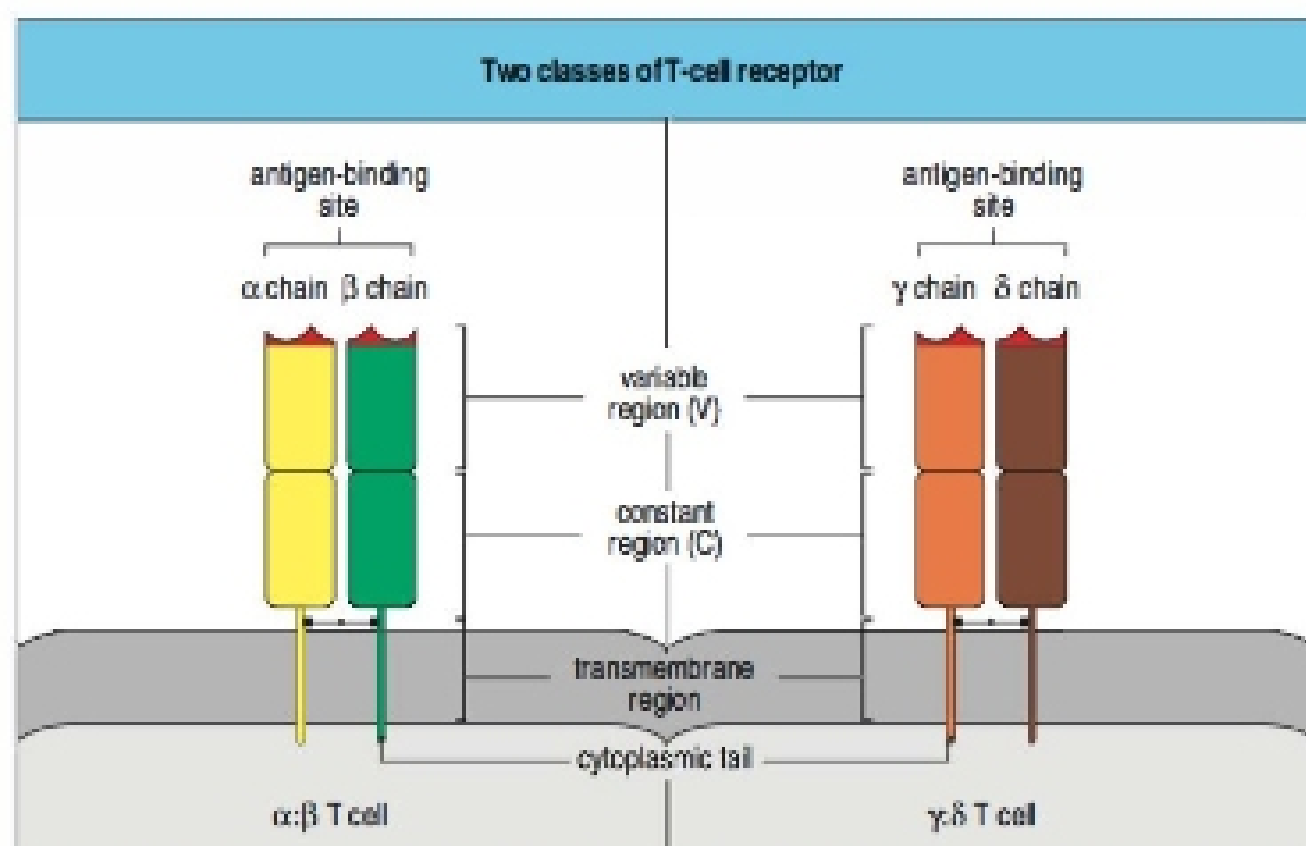 Two classes of T-cell receptor
antigen-binding
site
α chain β chain
antigen-binding
site
γ chain δ chain
variable
region (V)
constant
region (C)
transmembrane
region
cytoplasmic tail
α:β T cell
γ:δ T cell